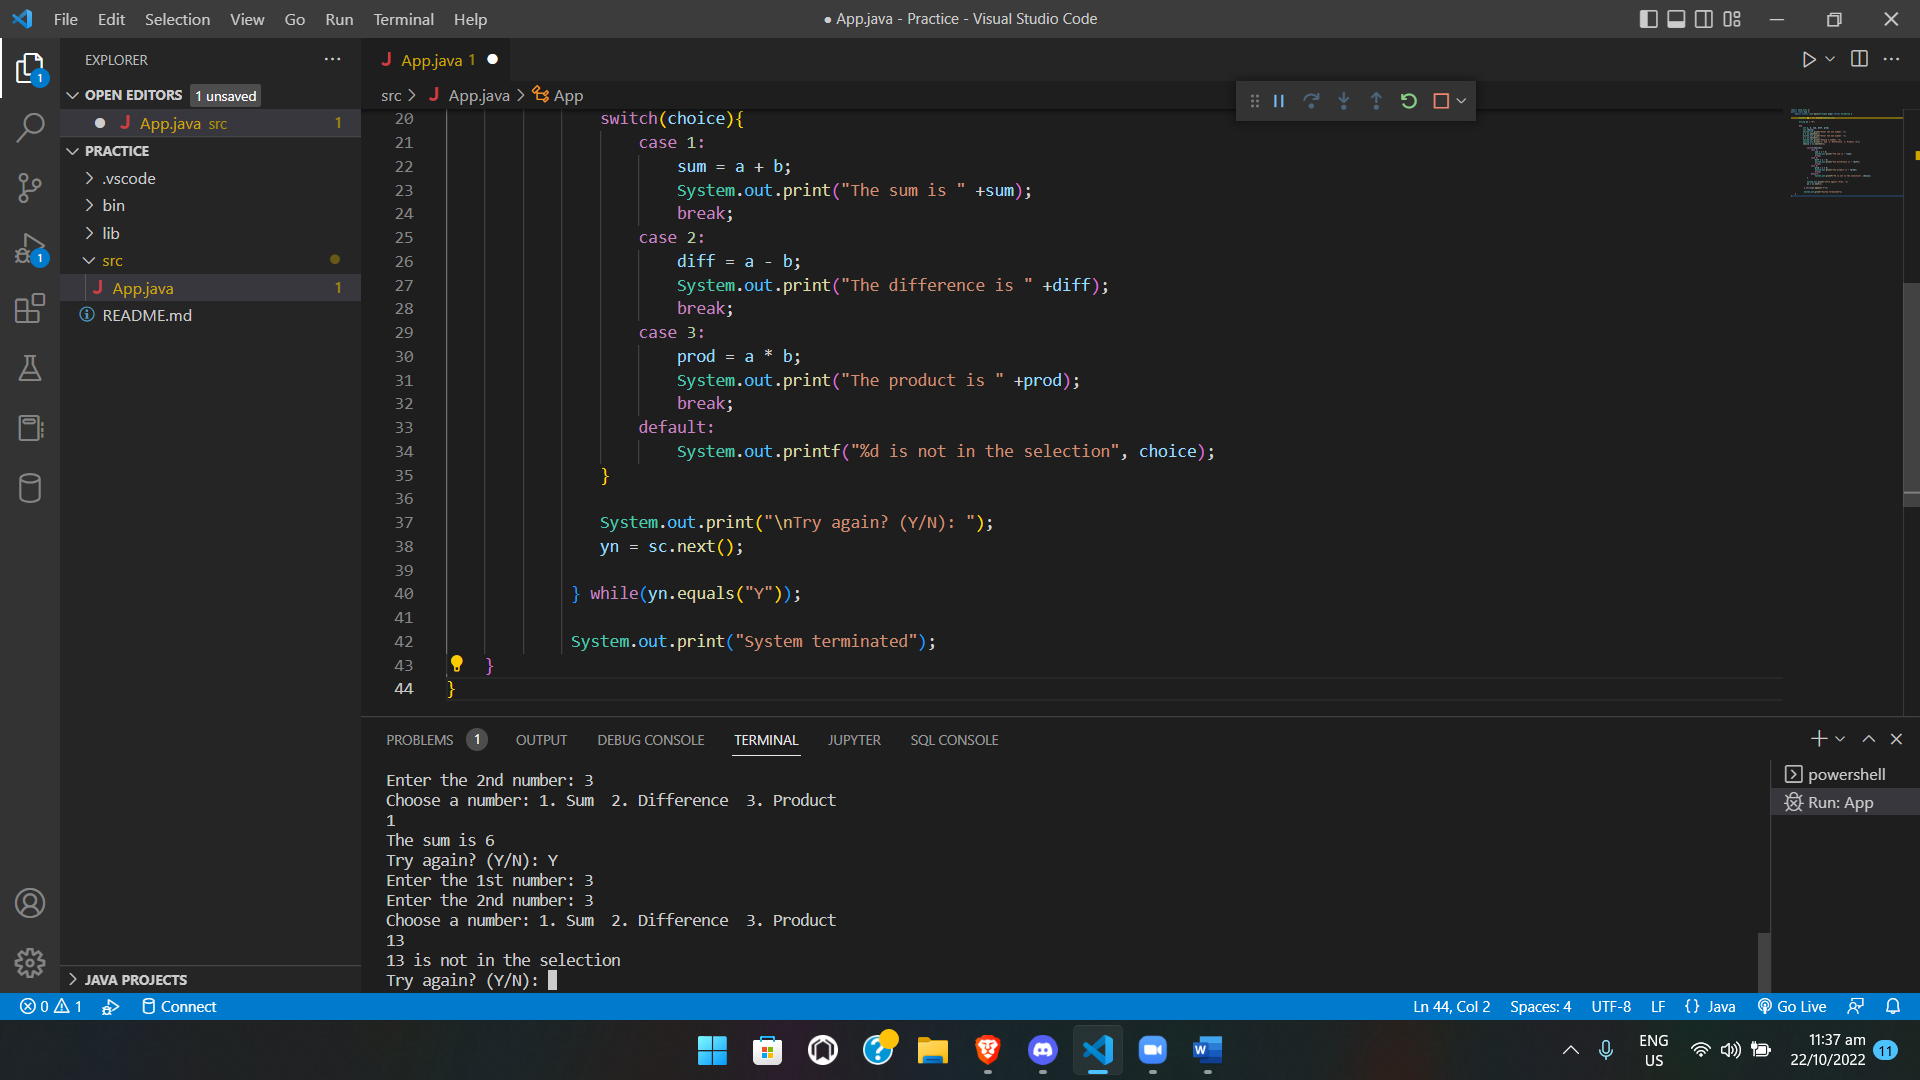 File Edit Selection View Go Run Terminal Help
● App.java - Practice - Visual Studio Code
EXPLORER
OPEN EDITORS 1 unsaved
App.java src 1
PRACTICE
.vscode
bin
lib
src
App.java 1
README.md
JAVA PROJECTS
App.java 1
src > App.java > App
20 switch(choice){
21 case 1:
22 sum = a + b;
23 System.out.print("The sum is " +sum);
24 break;
25 case 2:
26 diff = a - b;
27 System.out.print("The difference is " +diff);
28 break;
29 case 3:
30 prod = a * b;
31 System.out.print("The product is " +prod);
32 break;
33 default:
34 System.out.printf("%d is not in the selection", choice);
35 }
36
37 System.out.print("\nTry again? (Y/N): ");
38 yn = sc.next();
39
40 } while(yn.equals("Y"));
41
42 System.out.print("System terminated");
43 }
44 }
PROBLEMS 1 OUTPUT DEBUG CONSOLE TERMINAL JUPYTER SQL CONSOLE
Enter the 2nd number: 3
Choose a number: 1. Sum 2. Difference 3. Product
1
The sum is 6
Try again? (Y/N): Y
Enter the 1st number: 3
Enter the 2nd number: 3
Choose a number: 1. Sum 2. Difference 3. Product
13
13 is not in the selection
Try again? (Y/N):
powershell
Run: App
0 1 Connect
Ln 44, Col 2 Spaces: 4 UTF-8 LF {} Java Go Live
ENG
US
11:37 am
22/10/2022
11